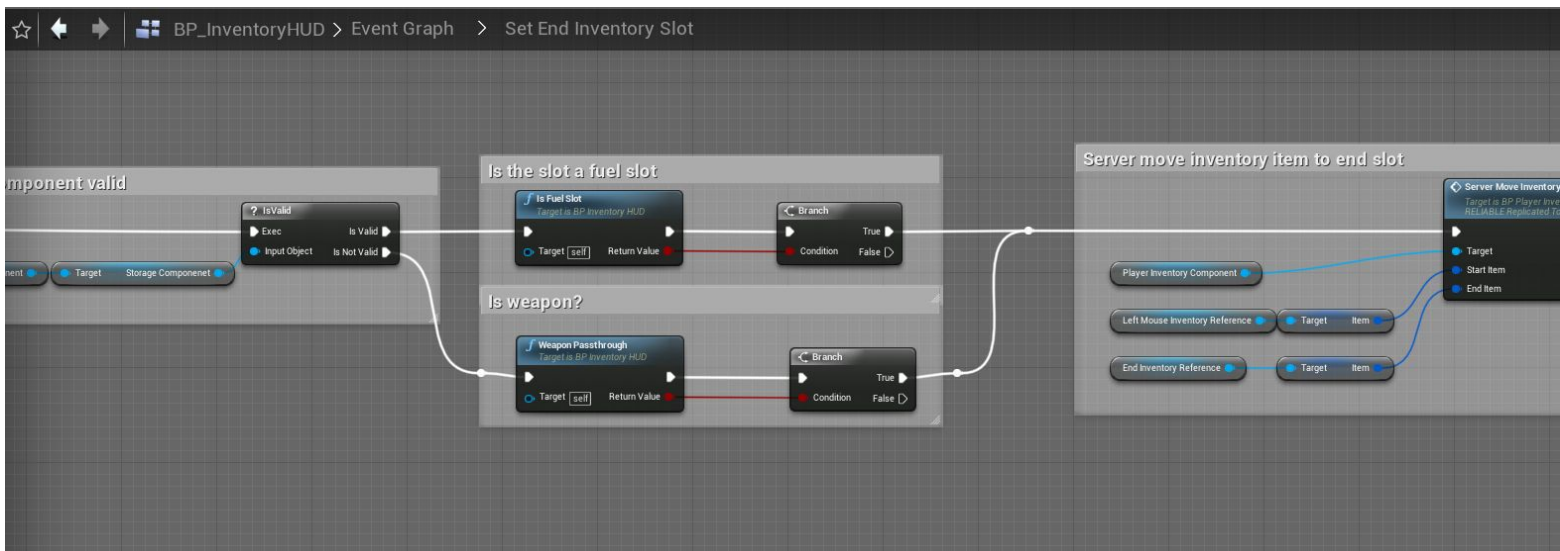 BP_InventoryHUD > Event Graph > Set End Inventory Slot
Is the slot a fuel slot
Server move inventory item to end slot
omponent valid
? IsValid
Exec Is Valid
Input Object Is Not Valid
nent
Target Storage Componenet
Is Fuel Slot
Target is BP Inventory HUD
Target self Return Value
Branch
True
Condition False
Is weapon?
Weapon Passthrough
Target is BP Inventory HUD
Target self Return Value
Branch
True
Condition False
Server Move Inventory
Target is BP Player Inve
RELIABLE Replicated To
Target
Start Item
End Item
Player Inventory Component
Left Mouse Inventory Reference
Target Item
End Inventory Reference
Target Item